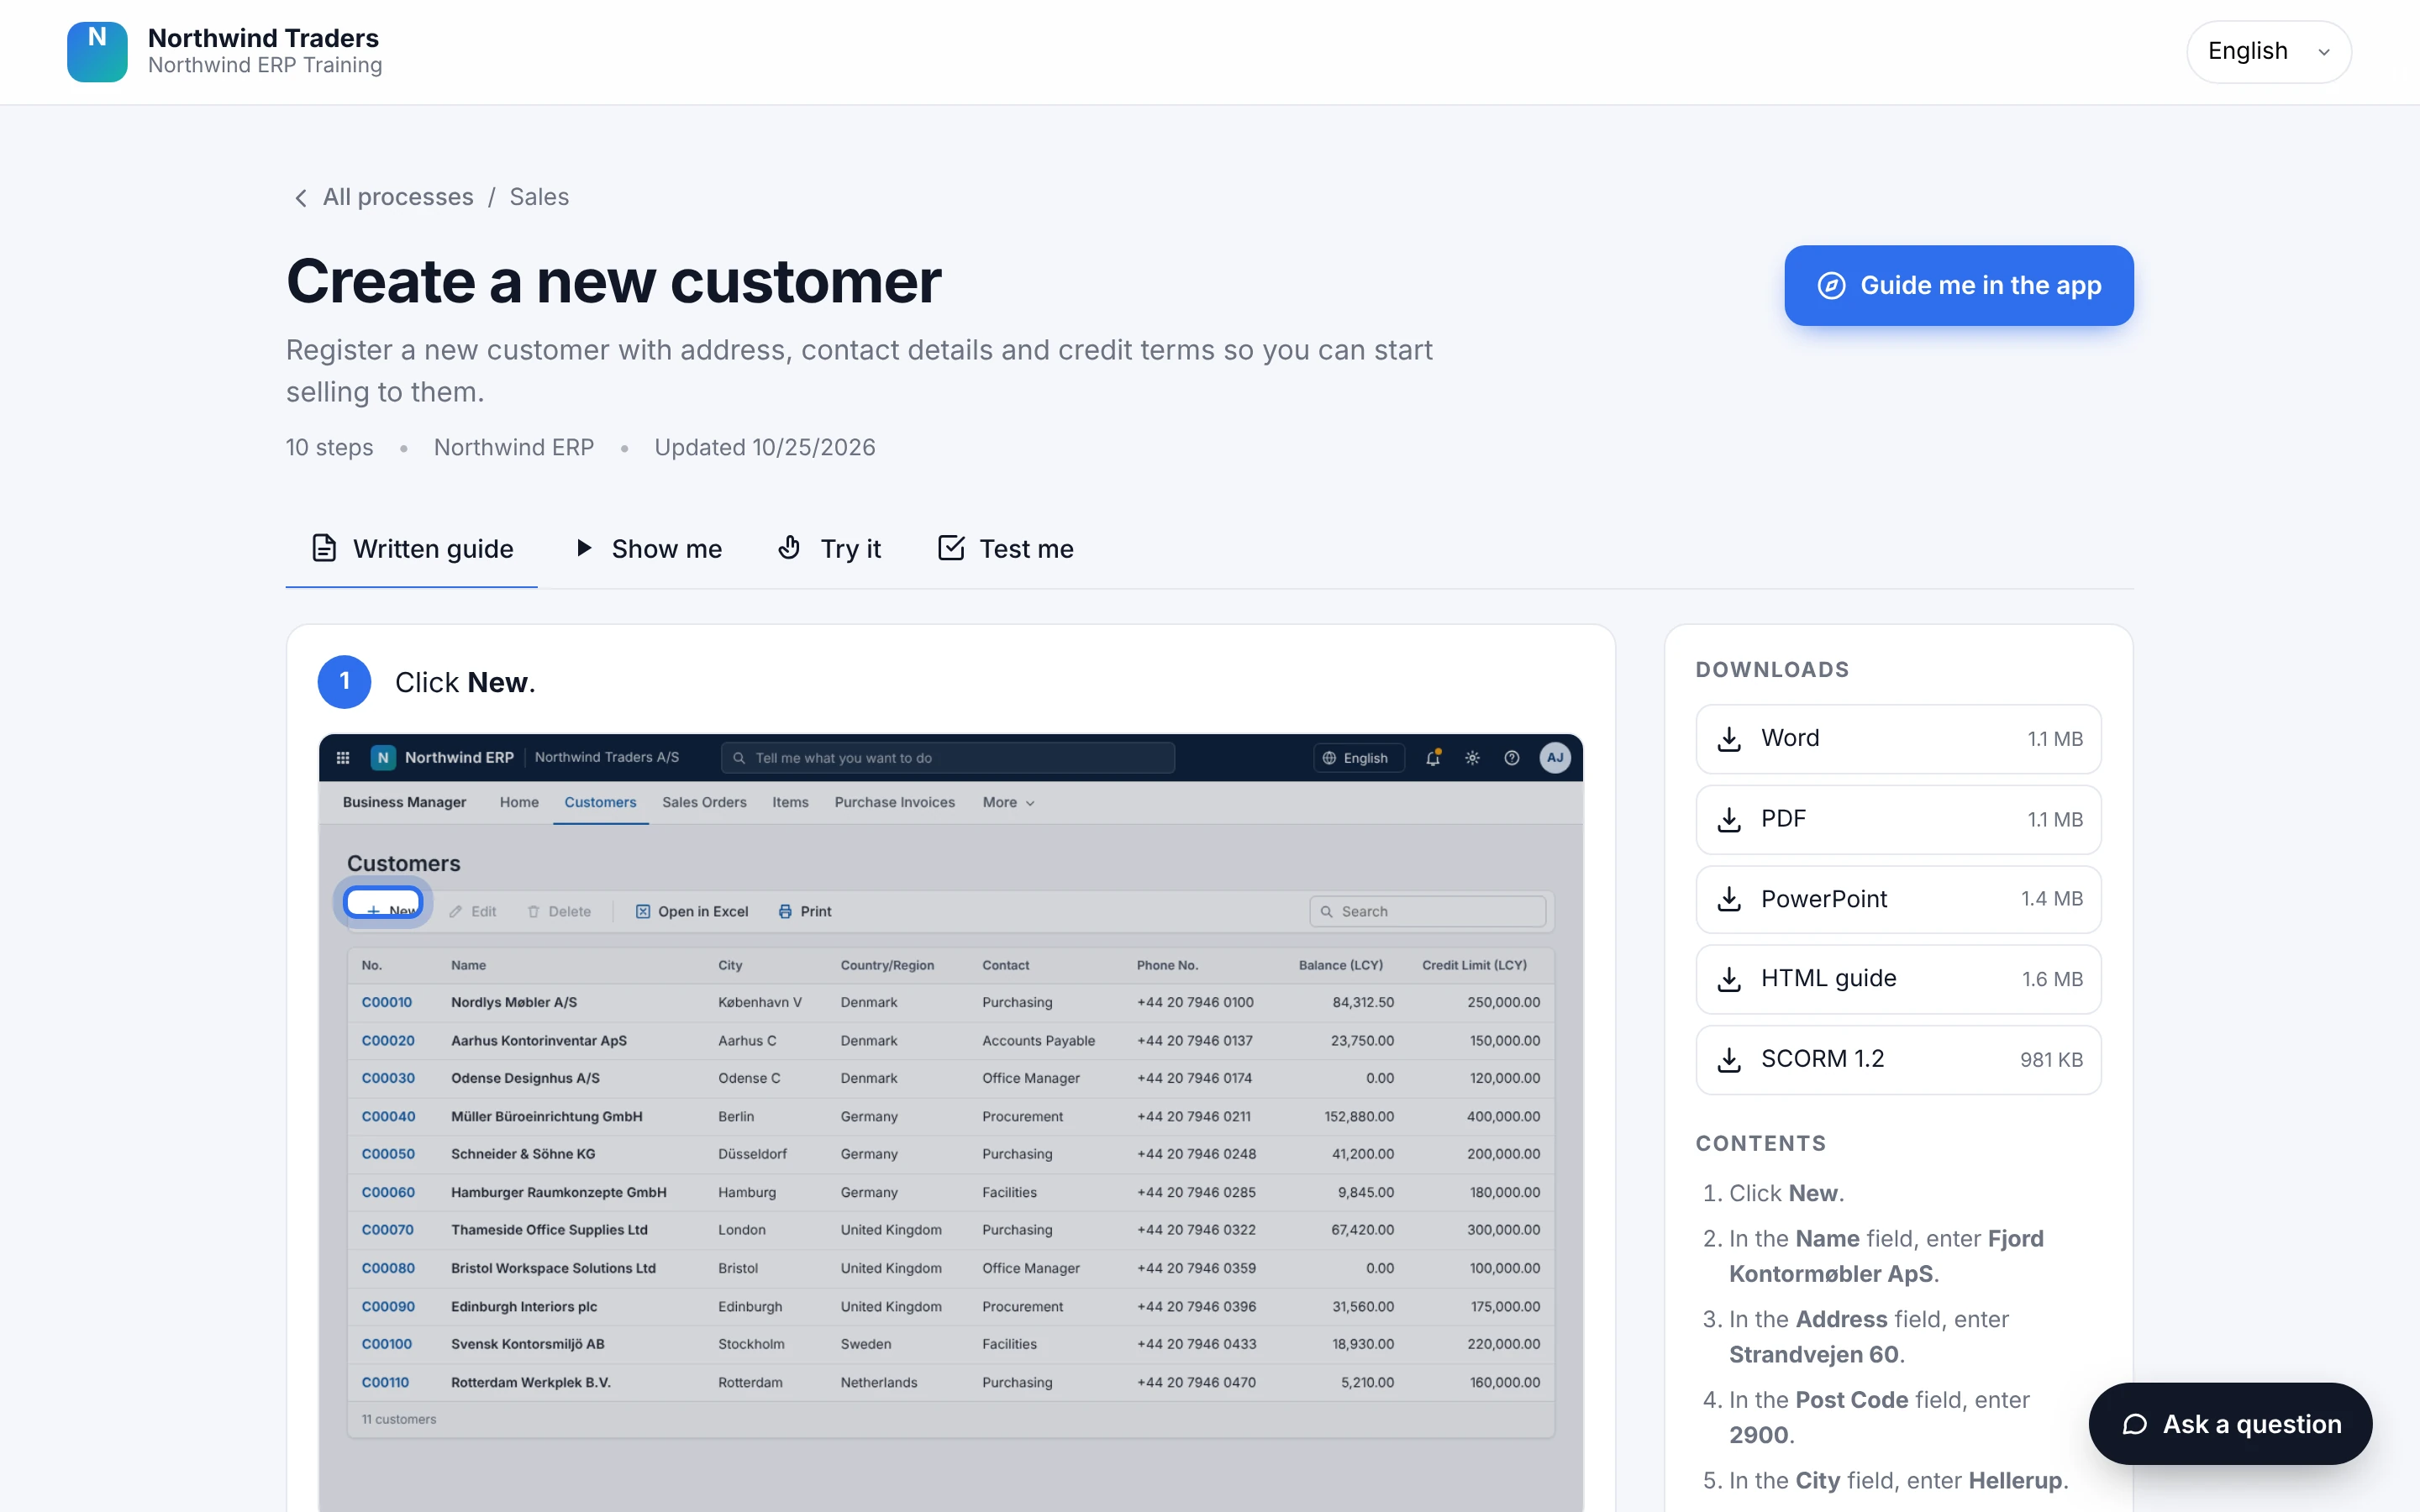 N
Northwind Traders
Northwind ERP Training
English
All processes / Sales
Create a new customer
Guide me in the app
Register a new customer with address, contact details and credit terms so you can start
selling to them.
10 steps • Northwind ERP • Updated 10/25/2026
Written guide
Show me
Try it
Test me
1 Click New.
N Northwind ERP Northwind Traders A/S
Tell me what you want to do
English
AJ
Business Manager Home Customers Sales Orders Items Purchase Invoices More
Customers
New Edit Delete Open in Excel Print Search
No. Name City Country/Region Contact Phone No. Balance (LCY) Credit Limit (LCY)
C00010 Nordlys Møbler A/S København V Denmark Purchasing +44 20 7946 0100 84,312.50 250,000.00
C00020 Aarhus Kontorinventar ApS Aarhus C Denmark Accounts Payable +44 20 7946 0137 23,750.00 150,000.00
C00030 Odense Designhus A/S Odense C Denmark Office Manager +44 20 7946 0174 0.00 120,000.00
C00040 Müller Büroeinrichtung GmbH Berlin Germany Procurement +44 20 7946 0211 152,880.00 400,000.00
C00050 Schneider & Söhne KG Düsseldorf Germany Purchasing +44 20 7946 0248 41,200.00 200,000.00
C00060 Hamburger Raumkonzepte GmbH Hamburg Germany Facilities +44 20 7946 0285 9,845.00 180,000.00
C00070 Thameside Office Supplies Ltd London United Kingdom Purchasing +44 20 7946 0322 67,420.00 300,000.00
C00080 Bristol Workspace Solutions Ltd Bristol United Kingdom Office Manager +44 20 7946 0359 0.00 100,000.00
C00090 Edinburgh Interiors plc Edinburgh United Kingdom Procurement +44 20 7946 0396 31,560.00 175,000.00
C00100 Svensk Kontorsmiljö AB Stockholm Sweden Facilities +44 20 7946 0433 18,930.00 220,000.00
C00110 Rotterdam Werkplek B.V. Rotterdam Netherlands Purchasing +44 20 7946 0470 5,210.00 160,000.00
11 customers
DOWNLOADS
Word 1.1 MB
PDF 1.1 MB
PowerPoint 1.4 MB
HTML guide 1.6 MB
SCORM 1.2 981 KB
CONTENTS
1. Click New.
2. In the Name field, enter Fjord
Kontormøbler ApS.
3. In the Address field, enter
Strandvejen 60.
4. In the Post Code field, enter
2900.
5. In the City field, enter Hellerup.
Ask a question